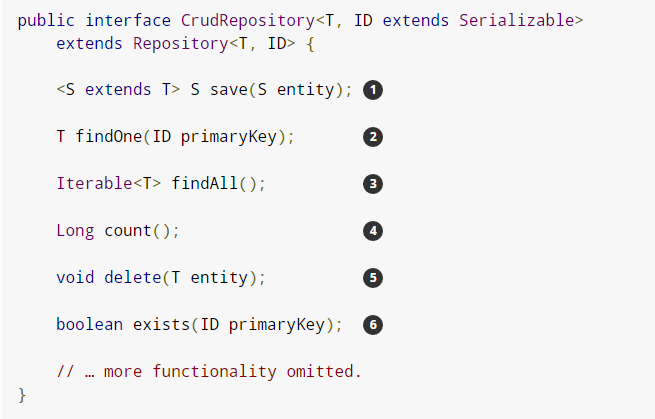 public interface CrudRepository<T, ID extends Serializable>
    extends Repository<T, ID> {
    <S extends T> S save(S entity); 1
    T findOne(ID primaryKey); 2
    Iterable<T> findAll(); 3
    Long count(); 4
    void delete(T entity); 5
    boolean exists(ID primaryKey); 6
    // … more functionality omitted.
}